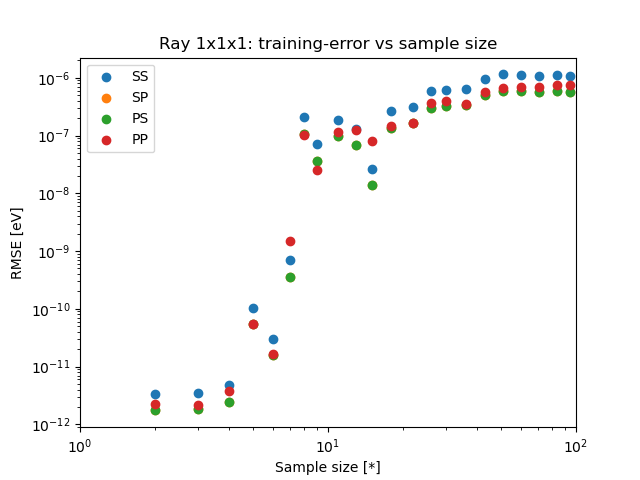 Ray 1x1x1: training-error vs sample size
SS
SP
PS
PP
RMSE [eV]
10⁻⁶
10⁻⁷
10⁻⁸
10⁻⁹
10⁻¹⁰
10⁻¹¹
10⁻¹²
10⁰
10¹
10²
Sample size [*]